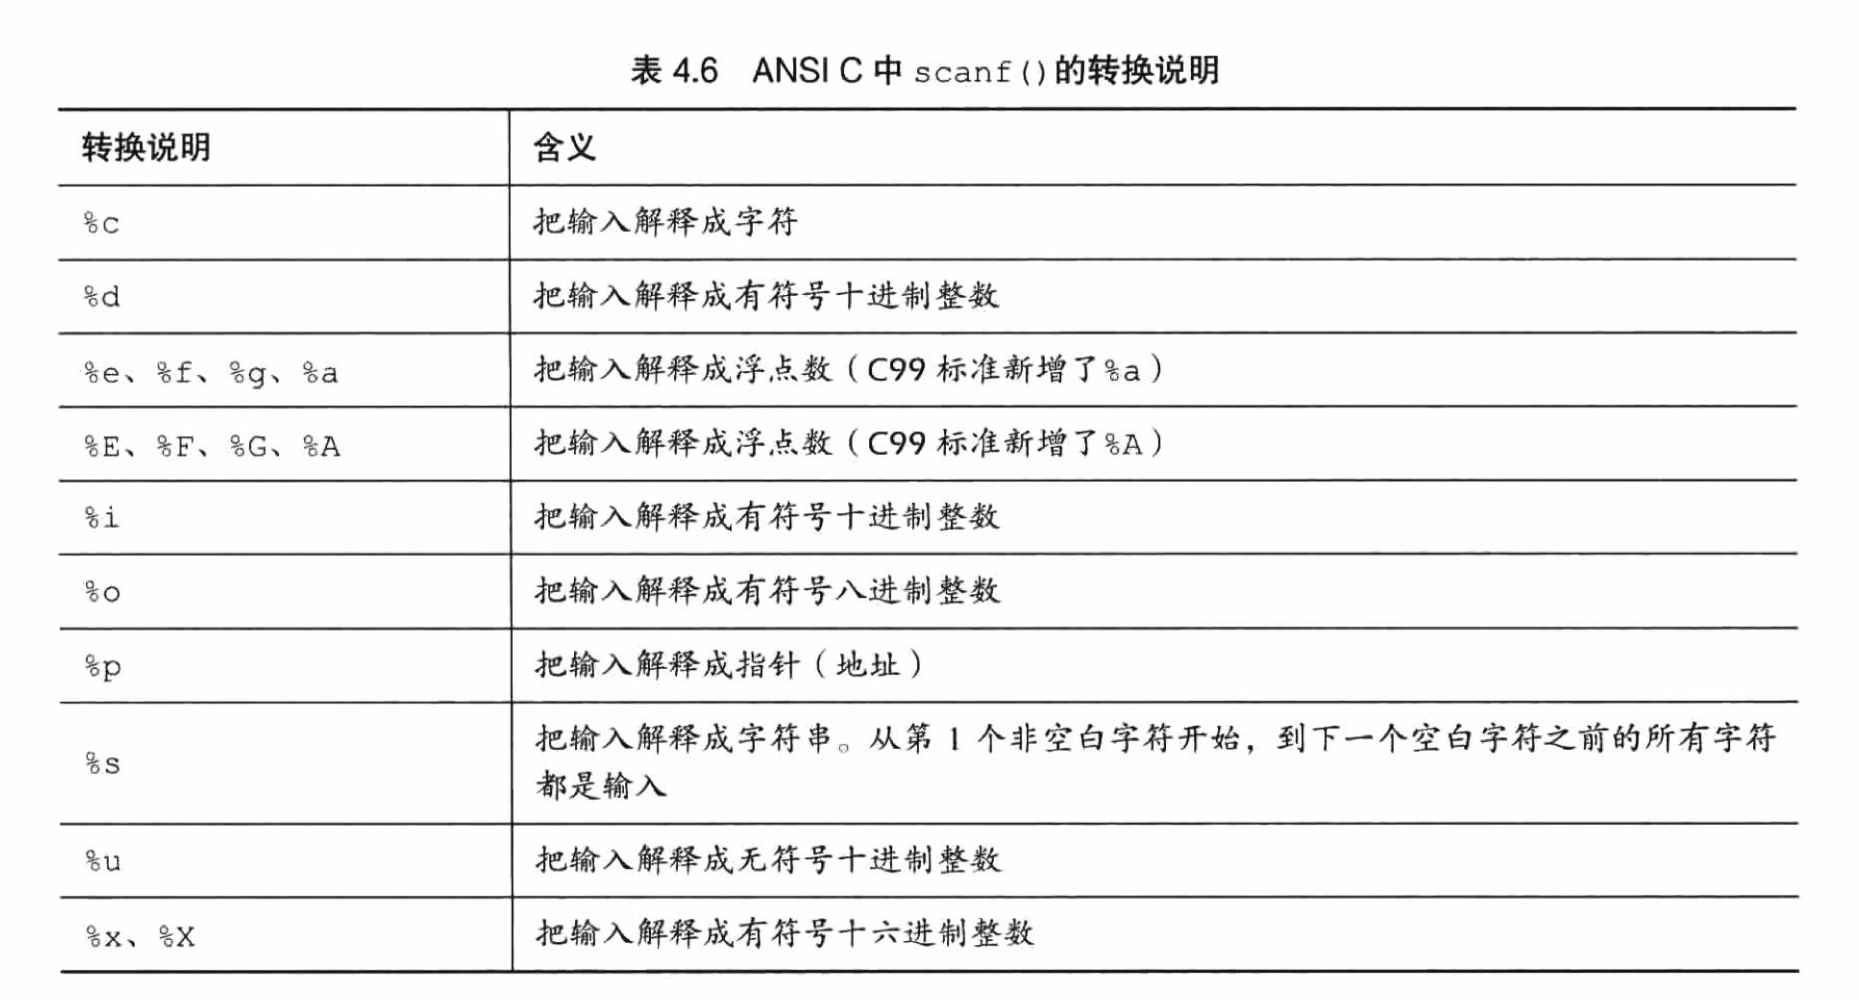 表 4.6 ANSI C 中 scanf()的转换说明
转换说明 含义
%c 把输入解释成字符
%d 把输入解释成有符号十进制整数
%e、%f、%g、%a 把输入解释成浮点数（C99 标准新增了%a）
%E、%F、%G、%A 把输入解释成浮点数（C99 标准新增了%A）
%i 把输入解释成有符号十进制整数
%o 把输入解释成有符号八进制整数
%p 把输入解释成指针（地址）
%s 把输入解释成字符串。从第 1 个非空白字符开始，到下一个空白字符之前的所有字符
都是输入
%u 把输入解释成无符号十进制整数
%x、%X 把输入解释成有符号十六进制整数